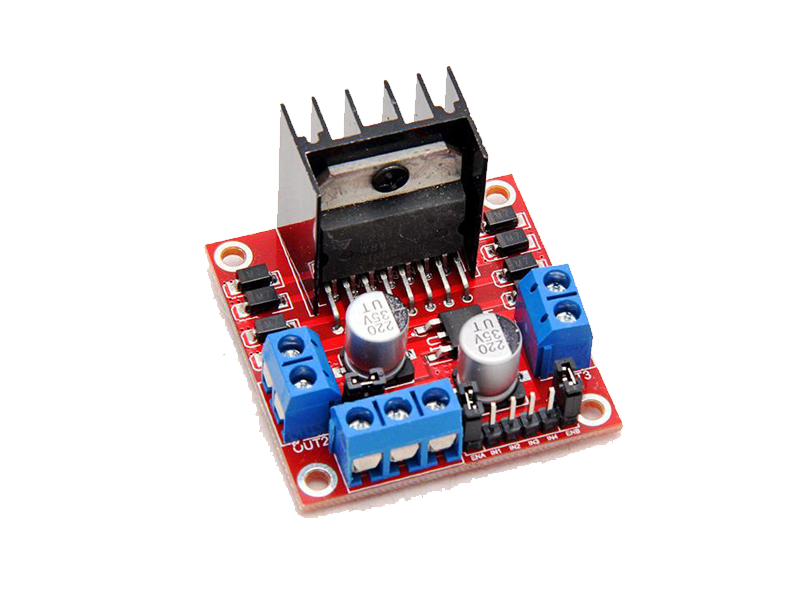 220
35V
UT
220
35V
UT
OUT2
T3
ENA IN1 IN2 IN3 IN4 ENB